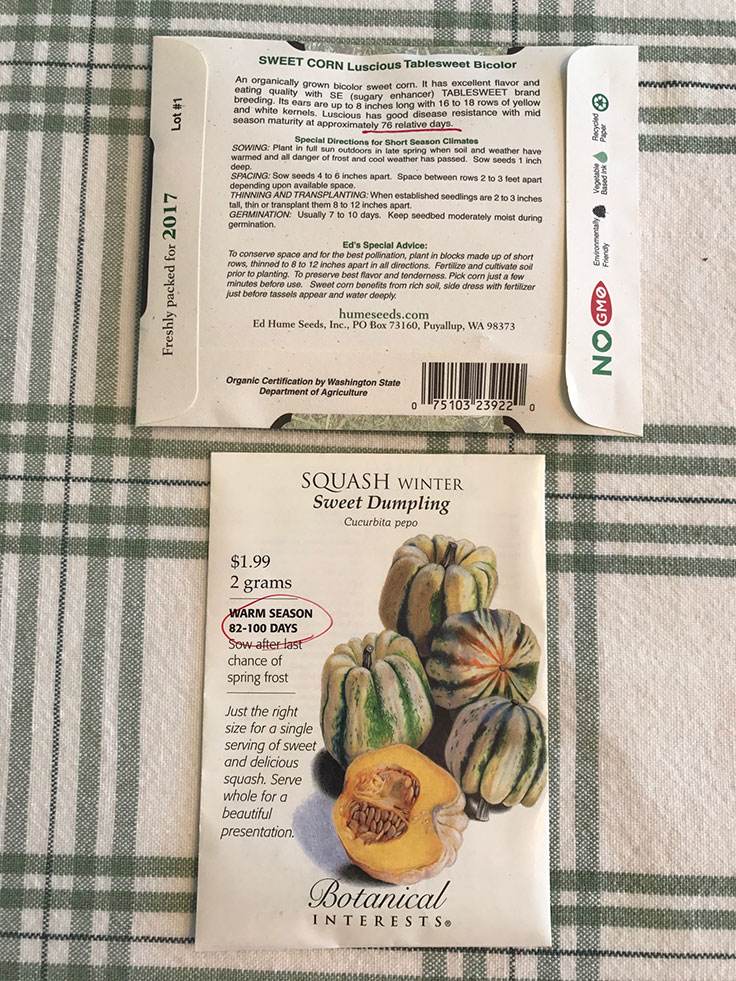 SWEET CORN Luscious Tablesweet Bicolor
An organically grown bicolor sweet corn. It has excellent flavor and
eating quality with SE (sugary enhancer) TABLESWEET brand
breeding. Its ears are up to 8 inches long with 16 to 18 rows of yellow
and white kernels. Luscious has good disease resistance with mid
season maturity at approximately 76 relative days.
Special Directions for Short Season Climates
SOWING: Plant in full sun outdoors in late spring when soil and weather have
warmed and all danger of frost and cool weather has passed. Sow seeds 1 inch
deep.
SPACING: Sow seeds 4 to 6 inches apart. Space between rows 2 to 3 feet apart
depending upon available space.
THINNING AND TRANSPLANTING: When established seedlings are 2 to 3 inches
tall, thin or transplant them 8 to 12 inches apart.
GERMINATION: Usually 7 to 10 days. Keep seedbed moderately moist during
germination.
Ed's Special Advice:
To conserve space and for the best pollination, plant in blocks made up of short
rows, thinned to 8 to 12 inches apart in all directions. Fertilize and cultivate soil
prior to planting. To preserve best flavor and tenderness. Pick corn just a few
minutes before use. Sweet corn benefits from rich soil, side dress with fertilizer
just before tassels appear and water deeply.
humeseeds.com
Ed Hume Seeds, Inc., PO Box 73160, Puyallup, WA 98373
Organic Certification by Washington State
Department of Agriculture
0 75103 23922 0
Lot #1
Freshly packed for 2017
NO GMO
Environmentally
Friendly
Vegetable
Based Ink
Recycled
Paper
SQUASH WINTER
Sweet Dumpling
Cucurbita pepo
$1.99
2 grams
WARM SEASON
82-100 DAYS
Sow after last
chance of
spring frost
Just the right
size for a single
serving of sweet
and delicious
squash. Serve
whole for a
beautiful
presentation.
Botanical
INTERESTS®